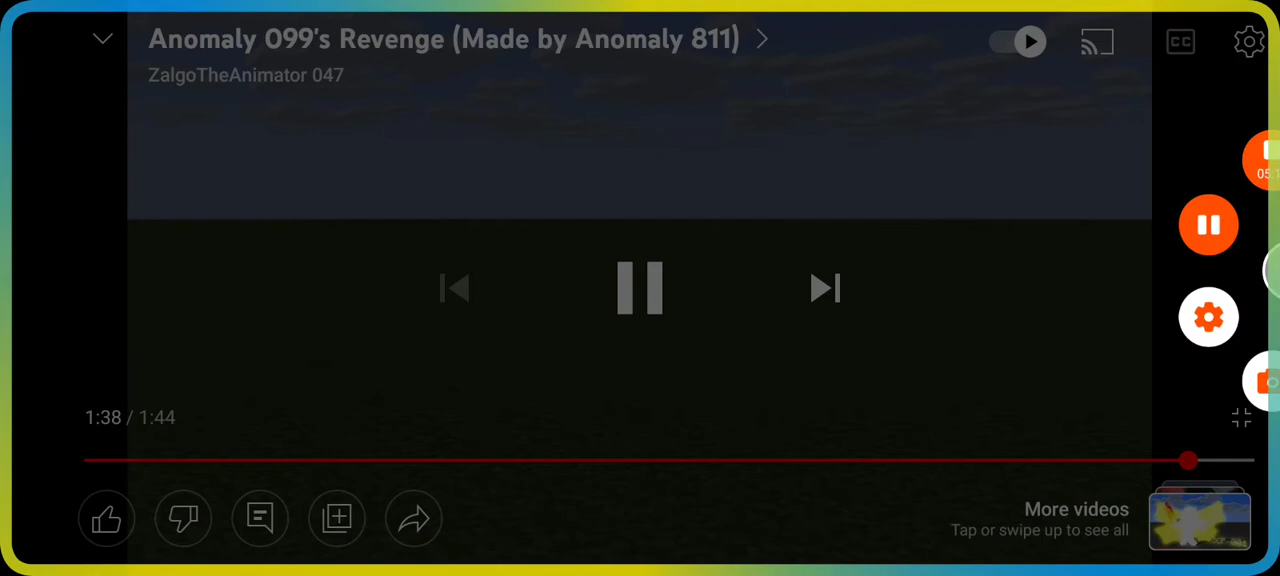 Anomaly 099's Revenge (Made by Anomaly 811)
ZalgoTheAnimator 047
CC
1:38 / 1:44
More videos
Tap or swipe up to see all